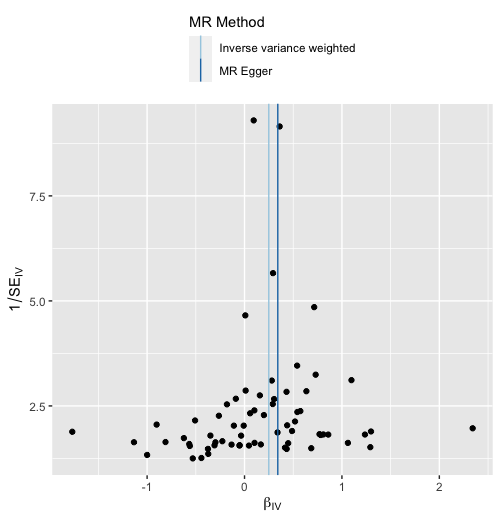 MR Method
Inverse variance weighted
MR Egger
7.5
5.0
2.5
1/SE_IV
-1 0 1 2
β_IV